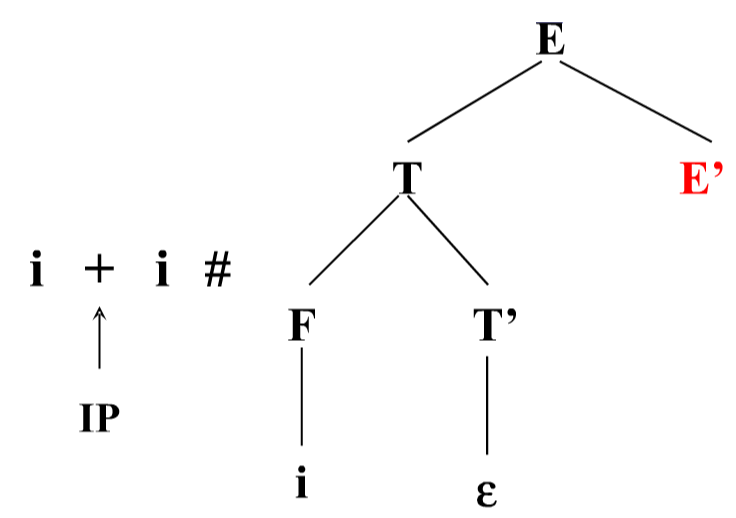 E
T E’
i + i #
F T’
IP
i ε